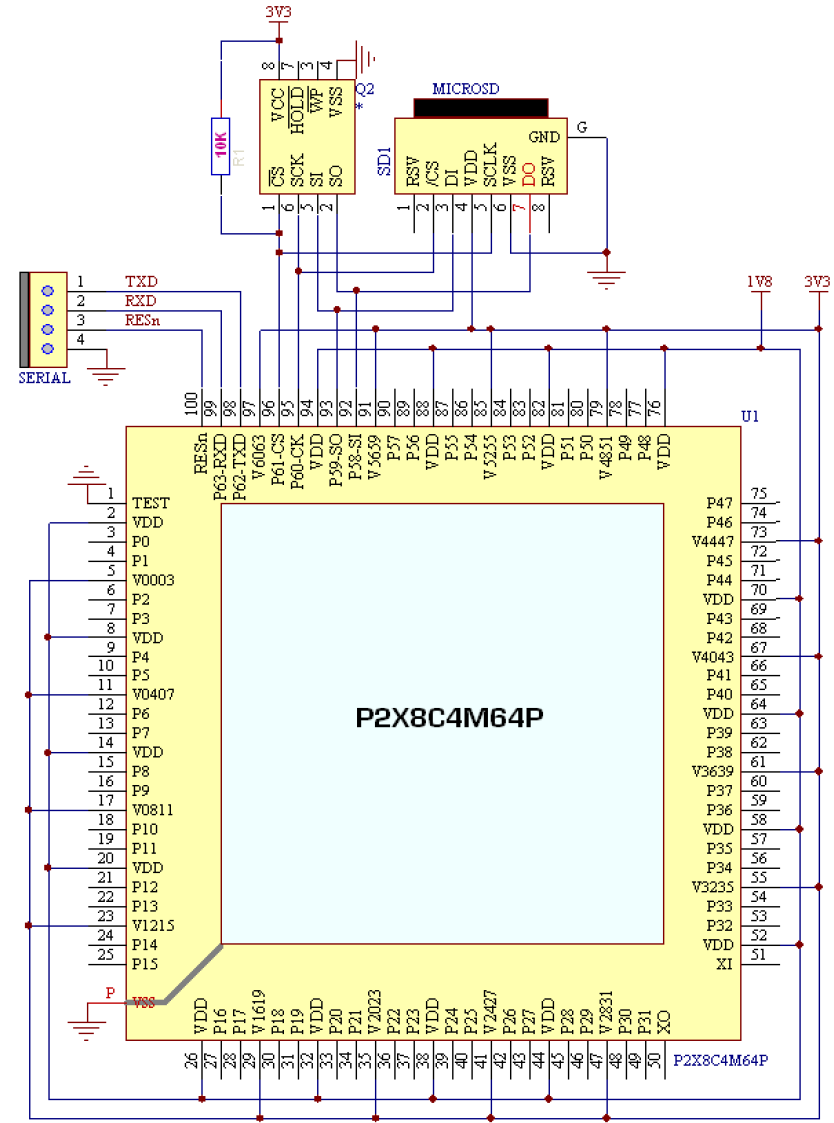 3V3
8 7 3 4
VCC HOLD WP VSS
Q2
*
10K
R1
CS SCK SI SO
1 6 5 2
MICROSD
SD1
GND
G
RSV /CS DI VDD SCLK VSS DO RSV
1 2 3 4 5 6 7 8
1 TXD
2 RXD
3 RESn
4
SERIAL
1V8
3V3
100 99 98 97 96 95 94 93 92 91 90 89 88 87 86 85 84 83 82 81 80 79 78 77 76
U1
RESn P63-RXD P62-TXD V6063 P61-CS P60-CK VDD P59-SO P58-SI V5659 P57 P56 VDD P55 P54 V5255 P53 P52 VDD P51 P50 V4851 P49 P48 VDD
1 TEST
2 VDD
3 P0
4 P1
5 V0003
6 P2
7 P3
8 VDD
9 P4
10 P5
11 V0407
12 P6
13 P7
14 VDD
15 P8
16 P9
17 V0811
18 P10
19 P11
20 VDD
21 P12
22 P13
23 V1215
24 P14
25 P15
P VSS
P2X8C4M64P
P47 75
P46 74
V4447 73
P45 72
P44 71
VDD 70
P43 69
P42 68
V4043 67
P41 66
P40 65
VDD 64
P39 63
P38 62
V3639 61
P37 60
P36 59
VDD 58
P35 57
P34 56
V3235 55
P33 54
P32 53
VDD 52
XI 51
VDD P16 P17 V1619 P18 P19 VDD P20 P21 V2023 P22 P23 VDD P24 P25 V2427 P26 P27 VDD P28 P29 V2831 P30 P31 XO
26 27 28 29 30 31 32 33 34 35 36 37 38 39 40 41 42 43 44 45 46 47 48 49 50
P2X8C4M64P